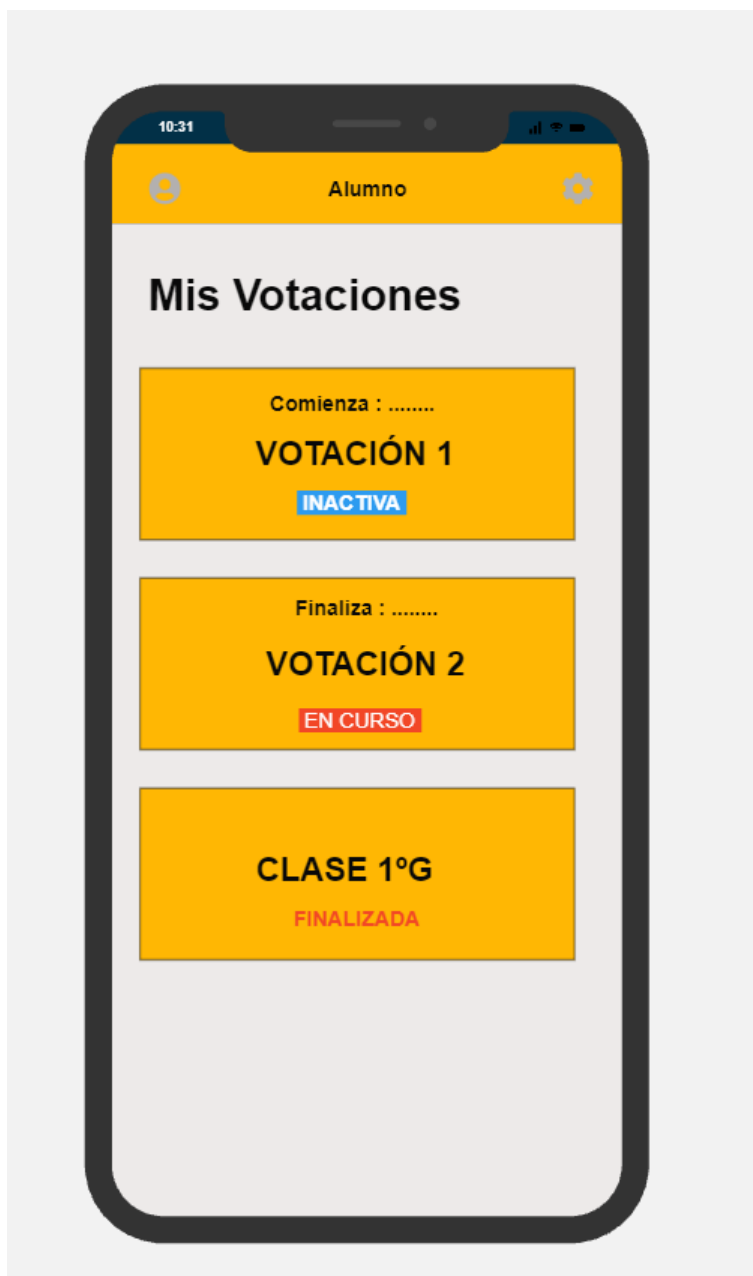 10:31
Alumno
Mis Votaciones
Comienza : ........
VOTACIÓN 1
INACTIVA
Finaliza : ........
VOTACIÓN 2
EN CURSO
CLASE 1ºG
FINALIZADA